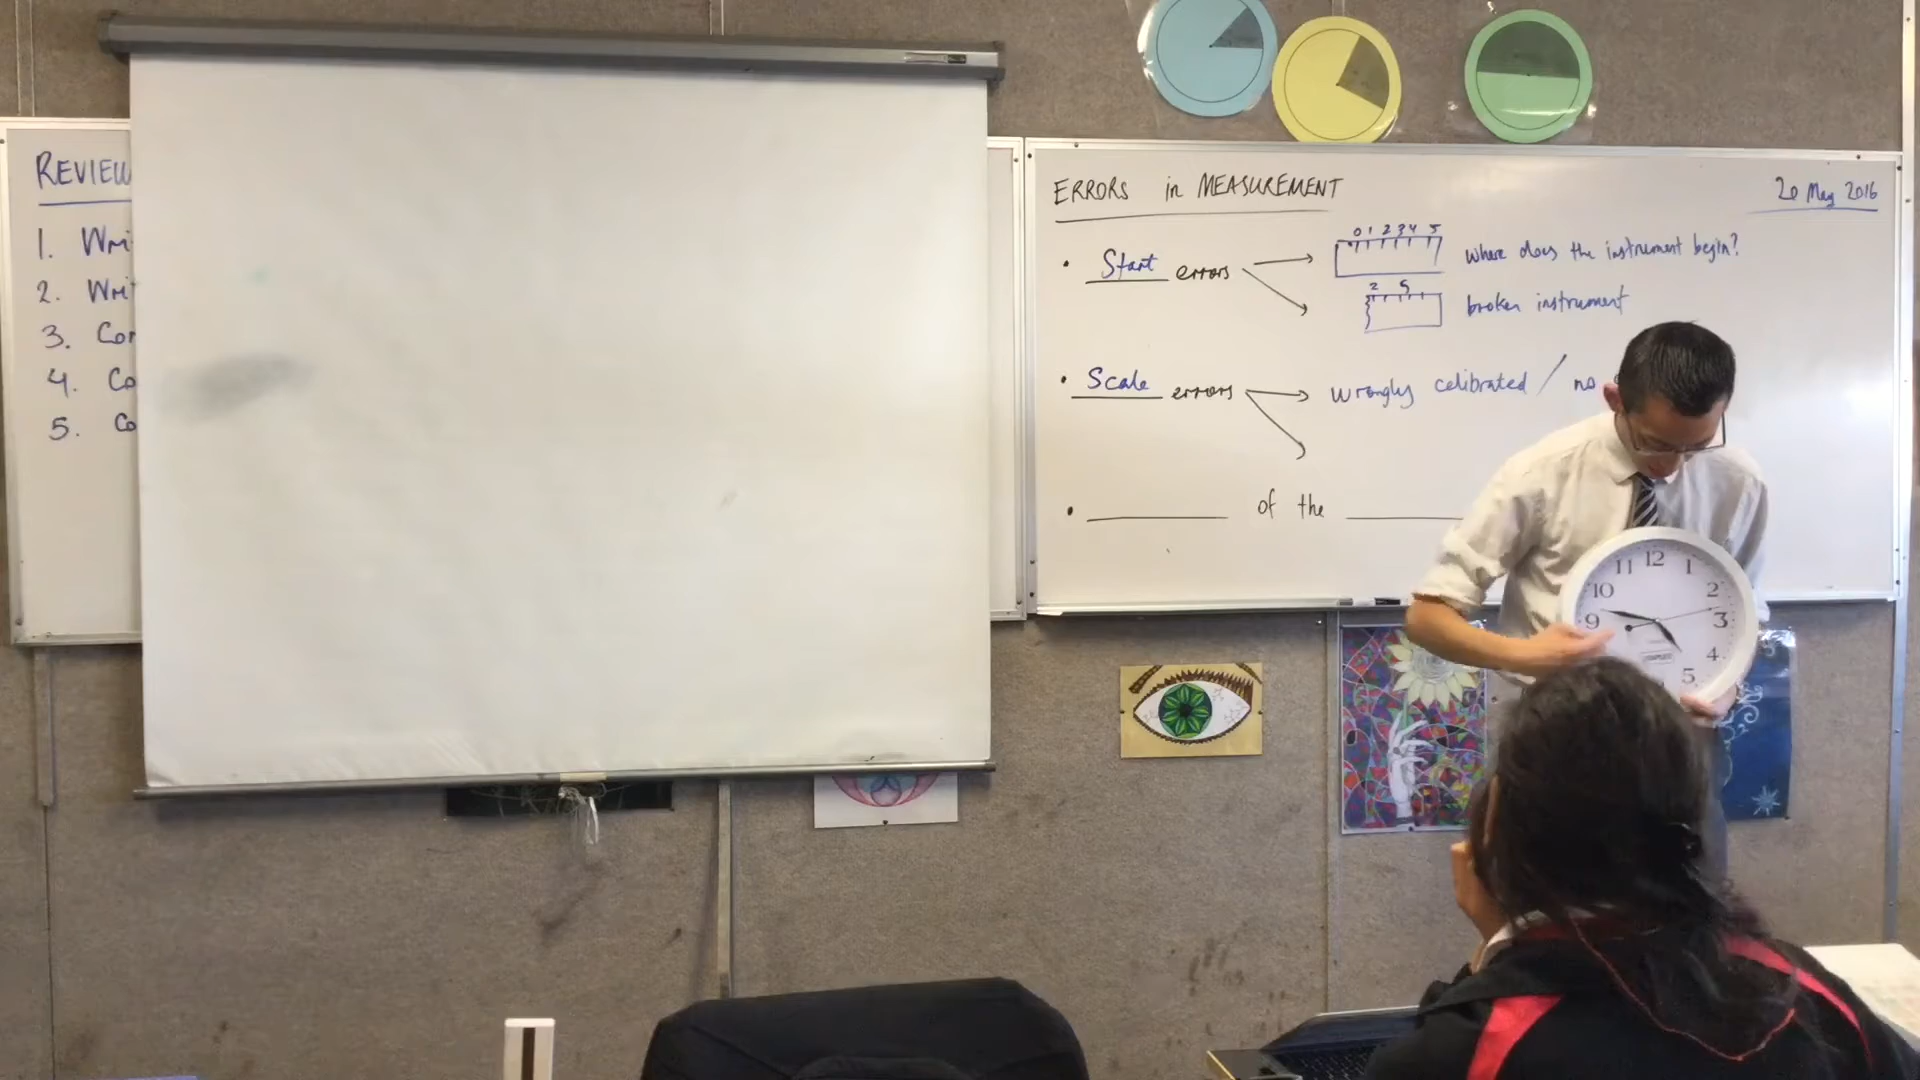 REVIEW
1. Wri
2. Wri
3. Cor
4. Co
5. Co
ERRORS in MEASUREMENT
20 May 2016
• Start errors
0 1 2 3 4 5
where does the instrument begin?
2 5
broken instrument
• Scale errors
wrongly celibrated / no
• of the
12
11 1
10 2
9 3
4
5